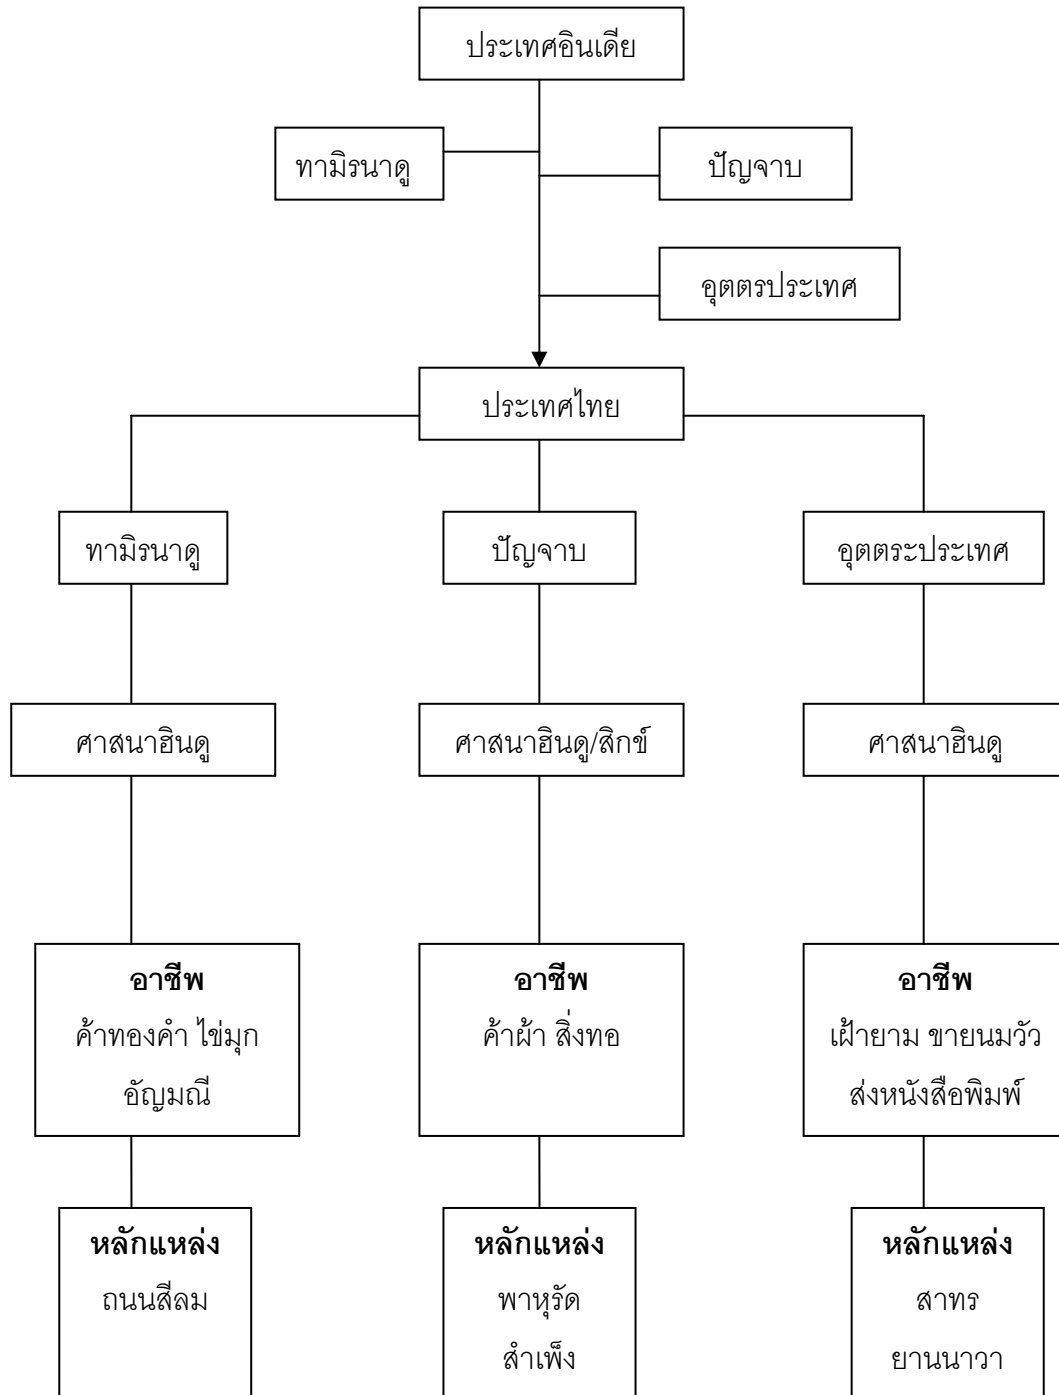 ประเทศอินเดีย
ทามิรนาดู
ปัญจาบ
อุตตรประเทศ
ประเทศไทย
ทามิรนาดู
ปัญจาบ
อุตตระประเทศ
ศาสนาฮินดู
ศาสนาฮินดู/สิกข์
ศาสนาฮินดู
อาชีพ
ค้าทองคำ ไข่มุก
อัญมณี
อาชีพ
ค้าผ้า สิ่งทอ
อาชีพ
เฝ้ายาม ขายนมวัว
ส่งหนังสือพิมพ์
หลักแหล่ง
ถนนสีลม
หลักแหล่ง
พาหุรัด
สำเพ็ง
หลักแหล่ง
สาทร
ยานนาวา